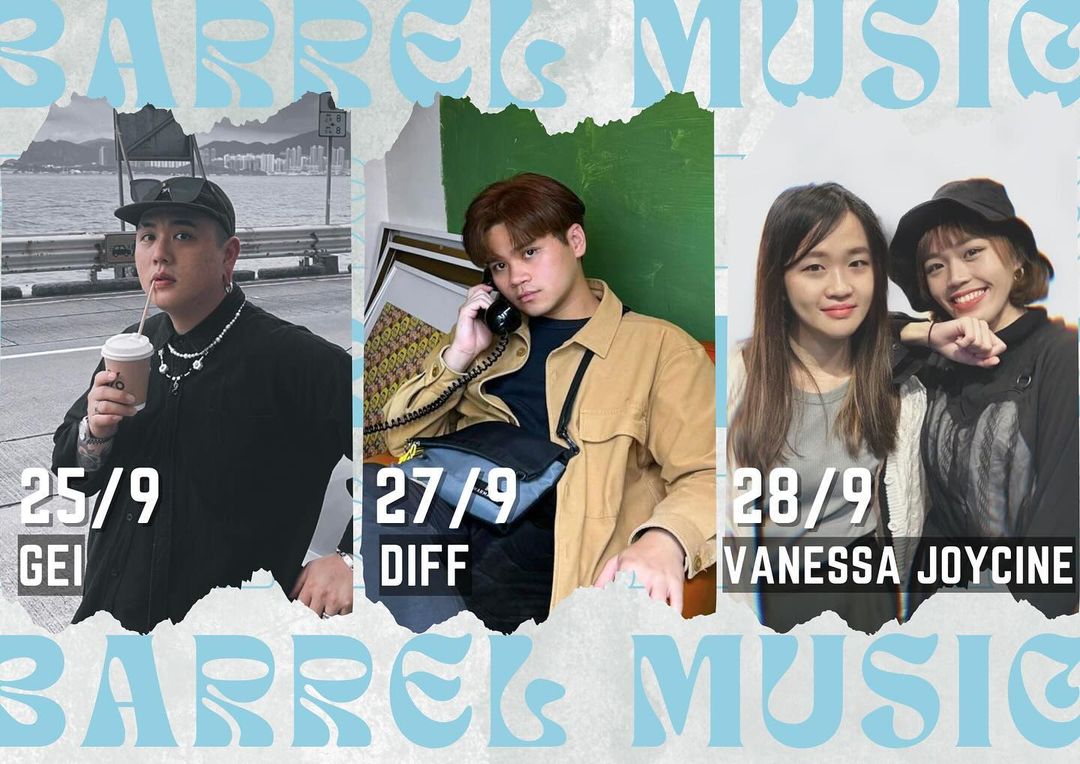 BARREL MUSIC
25/9
GEI
27/9
DIFF
28/9
VANESSA JOYCINE
BARREL MUSIC